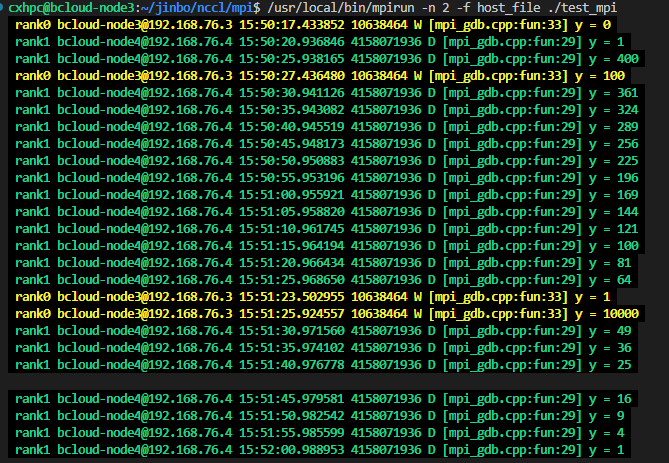 cxhpc@bcloud-node3:~/jinbo/nccl/mpi$ /usr/local/bin/mpirun -n 2 -f host_file ./test_mpi
rank0 bcloud-node3@192.168.76.3 15:50:17.433852 10638464 W [mpi_gdb.cpp:fun:33] y = 0
rank1 bcloud-node4@192.168.76.4 15:50:20.936846 4158071936 D [mpi_gdb.cpp:fun:29] y = 1
rank1 bcloud-node4@192.168.76.4 15:50:25.938165 4158071936 D [mpi_gdb.cpp:fun:29] y = 400
rank0 bcloud-node3@192.168.76.3 15:50:27.436480 10638464 W [mpi_gdb.cpp:fun:33] y = 100
rank1 bcloud-node4@192.168.76.4 15:50:30.941126 4158071936 D [mpi_gdb.cpp:fun:29] y = 361
rank1 bcloud-node4@192.168.76.4 15:50:35.943082 4158071936 D [mpi_gdb.cpp:fun:29] y = 324
rank1 bcloud-node4@192.168.76.4 15:50:40.945519 4158071936 D [mpi_gdb.cpp:fun:29] y = 289
rank1 bcloud-node4@192.168.76.4 15:50:45.948173 4158071936 D [mpi_gdb.cpp:fun:29] y = 256
rank1 bcloud-node4@192.168.76.4 15:50:50.950883 4158071936 D [mpi_gdb.cpp:fun:29] y = 225
rank1 bcloud-node4@192.168.76.4 15:50:55.953196 4158071936 D [mpi_gdb.cpp:fun:29] y = 196
rank1 bcloud-node4@192.168.76.4 15:51:00.955921 4158071936 D [mpi_gdb.cpp:fun:29] y = 169
rank1 bcloud-node4@192.168.76.4 15:51:05.958820 4158071936 D [mpi_gdb.cpp:fun:29] y = 144
rank1 bcloud-node4@192.168.76.4 15:51:10.961745 4158071936 D [mpi_gdb.cpp:fun:29] y = 121
rank1 bcloud-node4@192.168.76.4 15:51:15.964194 4158071936 D [mpi_gdb.cpp:fun:29] y = 100
rank1 bcloud-node4@192.168.76.4 15:51:20.966434 4158071936 D [mpi_gdb.cpp:fun:29] y = 81
rank1 bcloud-node4@192.168.76.4 15:51:25.968650 4158071936 D [mpi_gdb.cpp:fun:29] y = 64
rank0 bcloud-node3@192.168.76.3 15:51:23.502955 10638464 W [mpi_gdb.cpp:fun:33] y = 1
rank0 bcloud-node3@192.168.76.3 15:51:25.924557 10638464 W [mpi_gdb.cpp:fun:33] y = 10000
rank1 bcloud-node4@192.168.76.4 15:51:30.971560 4158071936 D [mpi_gdb.cpp:fun:29] y = 49
rank1 bcloud-node4@192.168.76.4 15:51:35.974102 4158071936 D [mpi_gdb.cpp:fun:29] y = 36
rank1 bcloud-node4@192.168.76.4 15:51:40.976778 4158071936 D [mpi_gdb.cpp:fun:29] y = 25
rank1 bcloud-node4@192.168.76.4 15:51:45.979581 4158071936 D [mpi_gdb.cpp:fun:29] y = 16
rank1 bcloud-node4@192.168.76.4 15:51:50.982542 4158071936 D [mpi_gdb.cpp:fun:29] y = 9
rank1 bcloud-node4@192.168.76.4 15:51:55.985599 4158071936 D [mpi_gdb.cpp:fun:29] y = 4
rank1 bcloud-node4@192.168.76.4 15:52:00.988953 4158071936 D [mpi_gdb.cpp:fun:29] y = 1